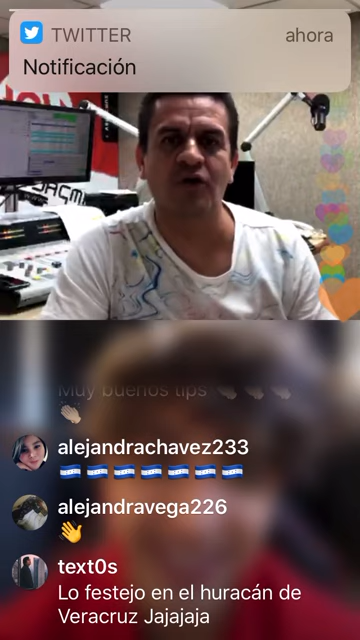 TWITTER
ahora
Notificación
Muy buenos tips 👏🏻 👏🏻 👏🏻
👏🏻
alejandrachavez233
🇭🇳 🇭🇳 🇭🇳 🇭🇳 🇭🇳 🇭🇳 🇭🇳
alejandravega226
👋
text0s
Lo festejo en el huracán de
Veracruz Jajajaja